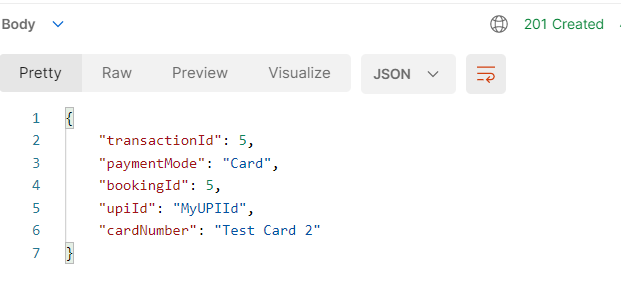 Body 201 Created
Pretty Raw Preview Visualize JSON
1 {
2 "transactionId": 5,
3 "paymentMode": "Card",
4 "bookingId": 5,
5 "upiId": "MyUPIId",
6 "cardNumber": "Test Card 2"
7 }